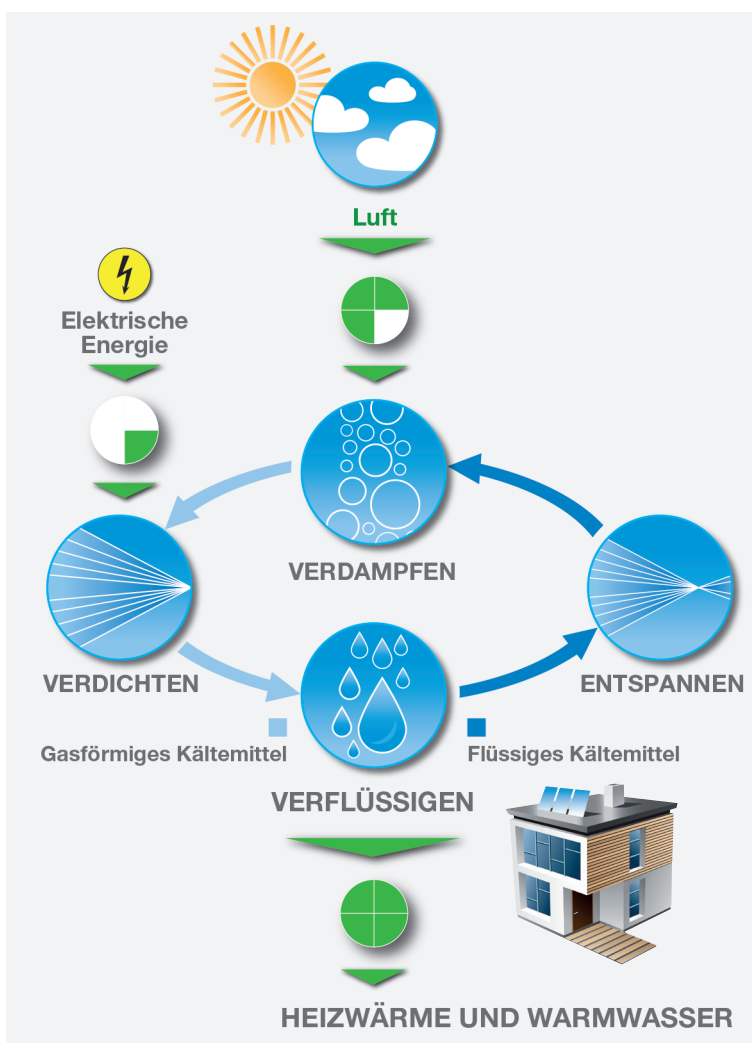 Luft
Elektrische
Energie
VERDAMPFEN
VERDICHTEN
ENTSPANNEN
Gasförmiges Kältemittel
Flüssiges Kältemittel
VERFLÜSSIGEN
HEIZWÄRME UND WARMWASSER